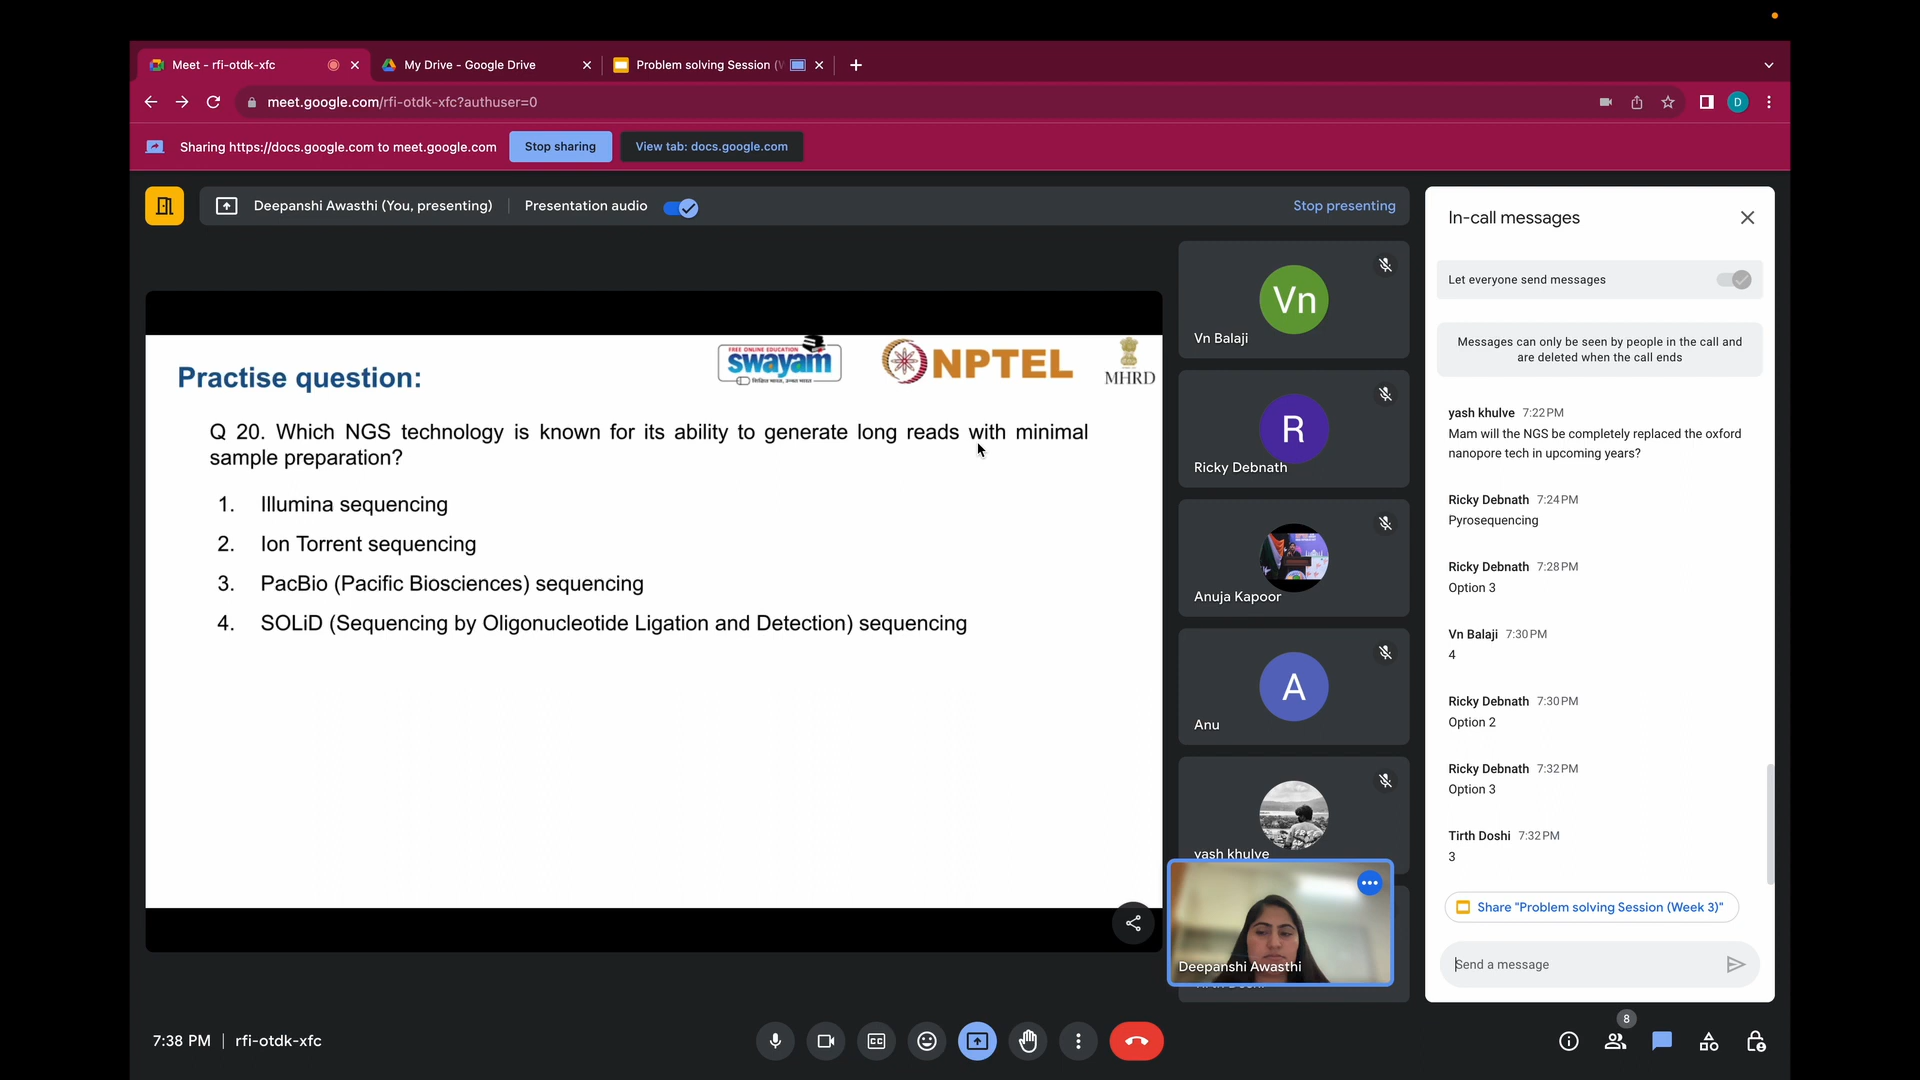 Meet - rfi-otdk-xfc
My Drive - Google Drive
Problem solving Session (
meet.google.com/rfi-otdk-xfc?authuser=0
D
Sharing https://docs.google.com to meet.google.com
Stop sharing
View tab: docs.google.com
Deepanshi Awasthi (You, presenting)
Presentation audio
Stop presenting
Practise question:
FREE ONLINE EDUCATION
swayam
NPTEL
MHRD
Q 20. Which NGS technology is known for its ability to generate long reads with minimal
sample preparation?
1. Illumina sequencing
2. Ion Torrent sequencing
3. PacBio (Pacific Biosciences) sequencing
4. SOLiD (Sequencing by Oligonucleotide Ligation and Detection) sequencing
Vn
Vn Balaji
R
Ricky Debnath
Anuja Kapoor
A
Anu
yash khulve
Deepanshi Awasthi
In-call messages
Let everyone send messages
Messages can only be seen by people in the call and
are deleted when the call ends
yash khulve 7:22 PM
Mam will the NGS be completely replaced the oxford
nanopore tech in upcoming years?
Ricky Debnath 7:24 PM
Pyrosequencing
Ricky Debnath 7:28 PM
Option 3
Vn Balaji 7:30 PM
4
Ricky Debnath 7:30 PM
Option 2
Ricky Debnath 7:32 PM
Option 3
Tirth Doshi 7:32 PM
3
Share "Problem solving Session (Week 3)"
Send a message
7:38 PM | rfi-otdk-xfc
CC
8